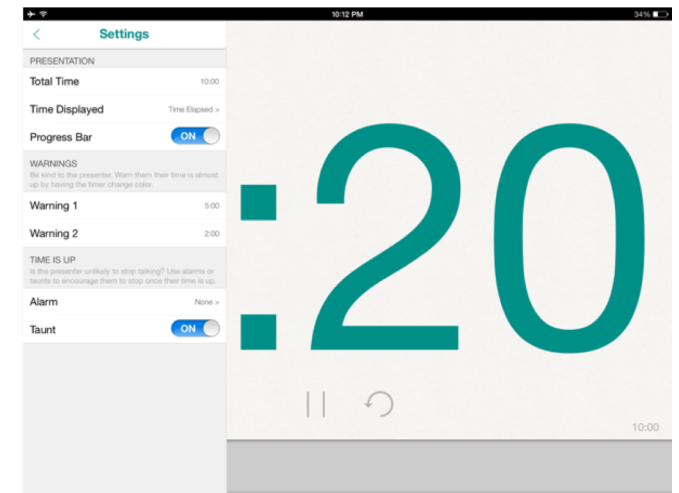 10:12 PM
34%
Settings
PRESENTATION
Total Time 10:00
Time Displayed Time Elapsed >
Progress Bar ON
WARNINGS
Be kind to the presenter. Warn them their time is almost
up by having the timer change color.
Warning 1 5:00
Warning 2 2:00
TIME IS UP
Is the presenter unlikely to stop talking? Use alarms or
taunts to encourage them to stop once their time is up.
Alarm None >
Taunt ON
:20
10:00